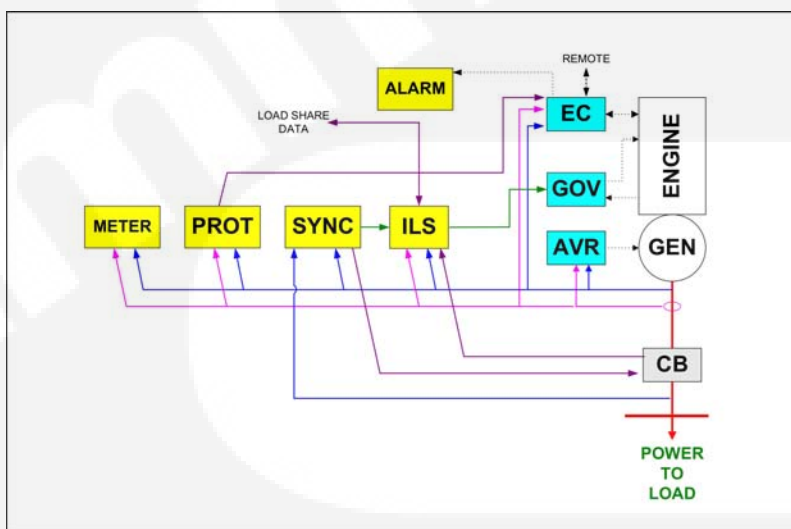 REMOTE
ALARM
EC
LOAD SHARE
DATA
ENGINE
GOV
METER
PROT
SYNC
ILS
AVR
GEN
CB
POWER
TO
LOAD